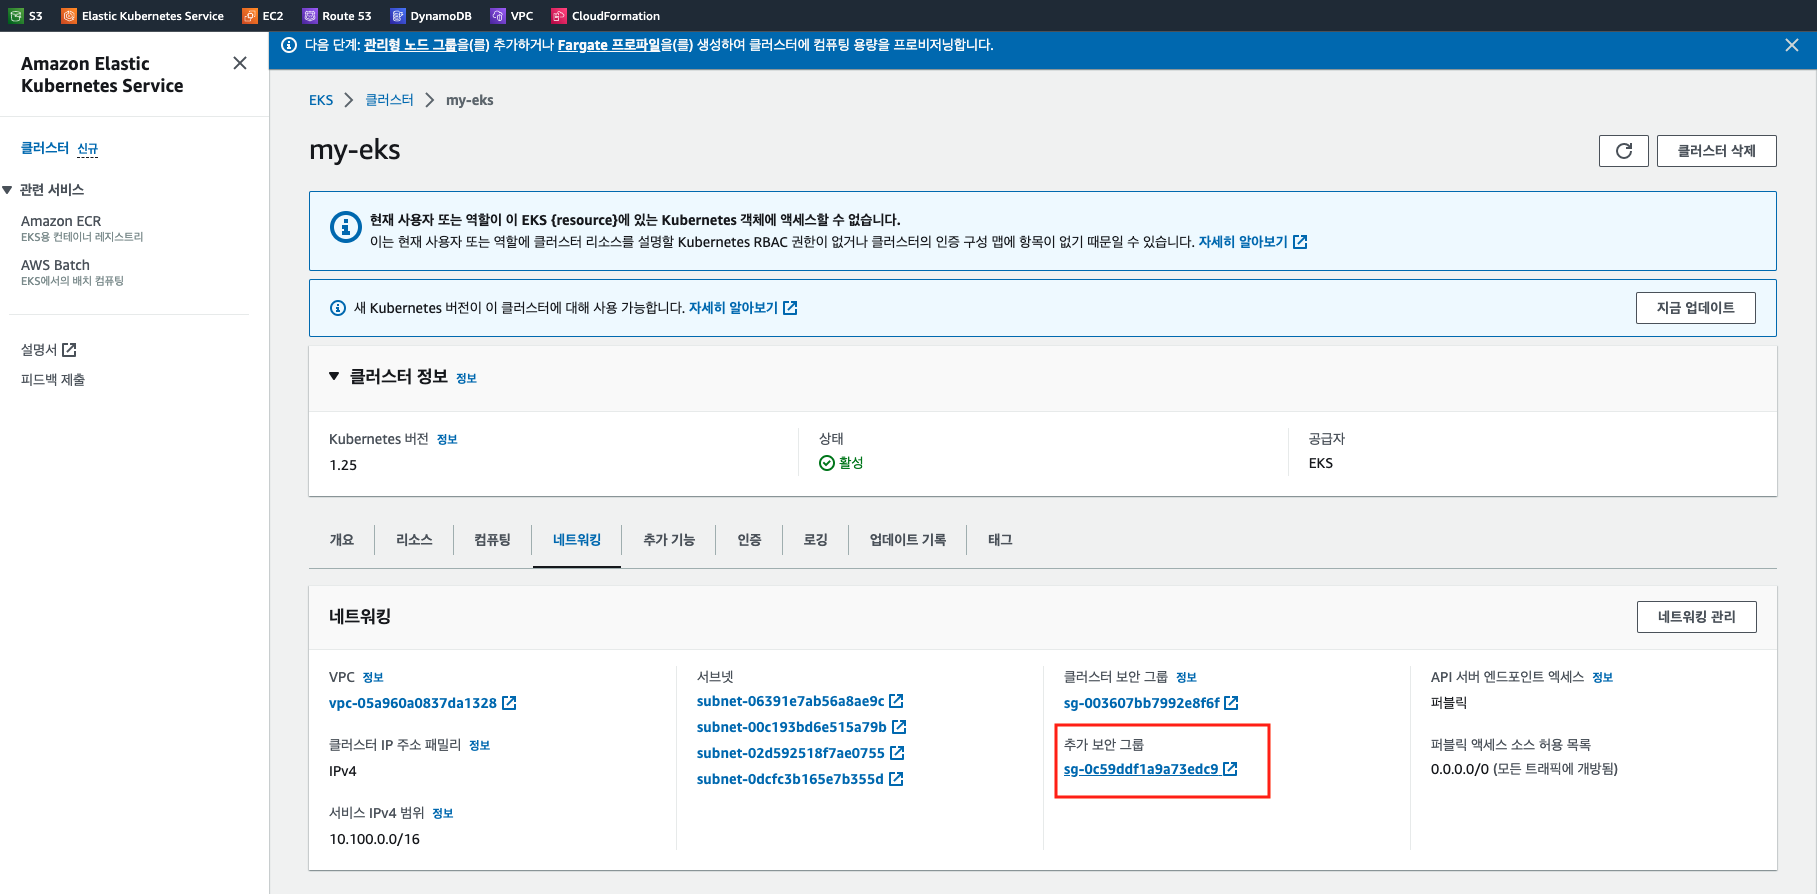 S3 Elastic Kubernetes Service EC2 Route 53 DynamoDB VPC CloudFormation
다음 단계: 관리형 노드 그룹을(를) 추가하거나 Fargate 프로파일을(를) 생성하여 클러스터에 컴퓨팅 용량을 프로비저닝합니다.
Amazon Elastic
Kubernetes Service
클러스터 신규
관련 서비스
Amazon ECR
EKS용 컨테이너 레지스트리
AWS Batch
EKS에서의 배치 컴퓨팅
설명서
피드백 제출
EKS 클러스터 my-eks
my-eks
클러스터 삭제
현재 사용자 또는 역할이 이 EKS {resource}에 있는 Kubernetes 객체에 액세스할 수 없습니다.
이는 현재 사용자 또는 역할에 클러스터 리소스를 설명할 Kubernetes RBAC 권한이 없거나 클러스터의 인증 구성 맵에 항목이 없기 때문일 수 있습니다. 자세히 알아보기
새 Kubernetes 버전이 이 클러스터에 대해 사용 가능합니다. 자세히 알아보기
지금 업데이트
클러스터 정보 정보
Kubernetes 버전 정보
1.25
상태
활성
공급자
EKS
개요 리소스 컴퓨팅 네트워킹 추가 기능 인증 로깅 업데이트 기록 태그
네트워킹
네트워킹 관리
VPC 정보
vpc-05a960a0837da1328
클러스터 IP 주소 패밀리 정보
IPv4
서비스 IPv4 범위 정보
10.100.0.0/16
서브넷
subnet-06391e7ab56a8ae9c
subnet-00c193bd6e515a79b
subnet-02d592518f7ae0755
subnet-0dcfc3b165e7b355d
클러스터 보안 그룹 정보
sg-003607bb7992e8f6f
추가 보안 그룹
sg-0c59ddf1a9a73edc9
API 서버 엔드포인트 엑세스 정보
퍼블릭
퍼블릭 액세스 소스 허용 목록
0.0.0.0/0 (모든 트래픽에 개방됨)